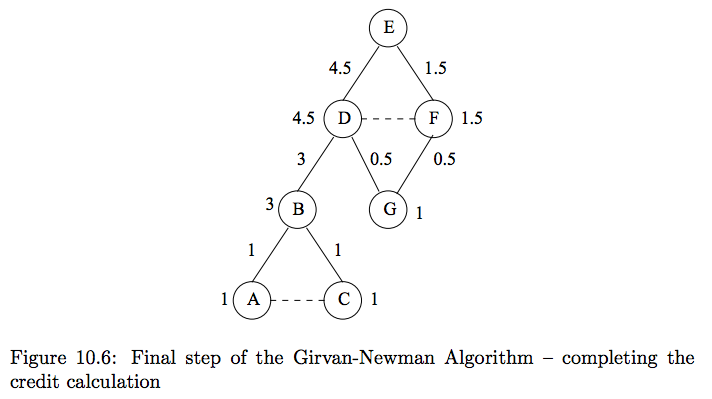 E
4.5 1.5
4.5 D F 1.5
3 0.5 0.5
3 B G 1
1 1
1 A C 1
Figure 10.6: Final step of the Girvan-Newman Algorithm – completing the
credit calculation